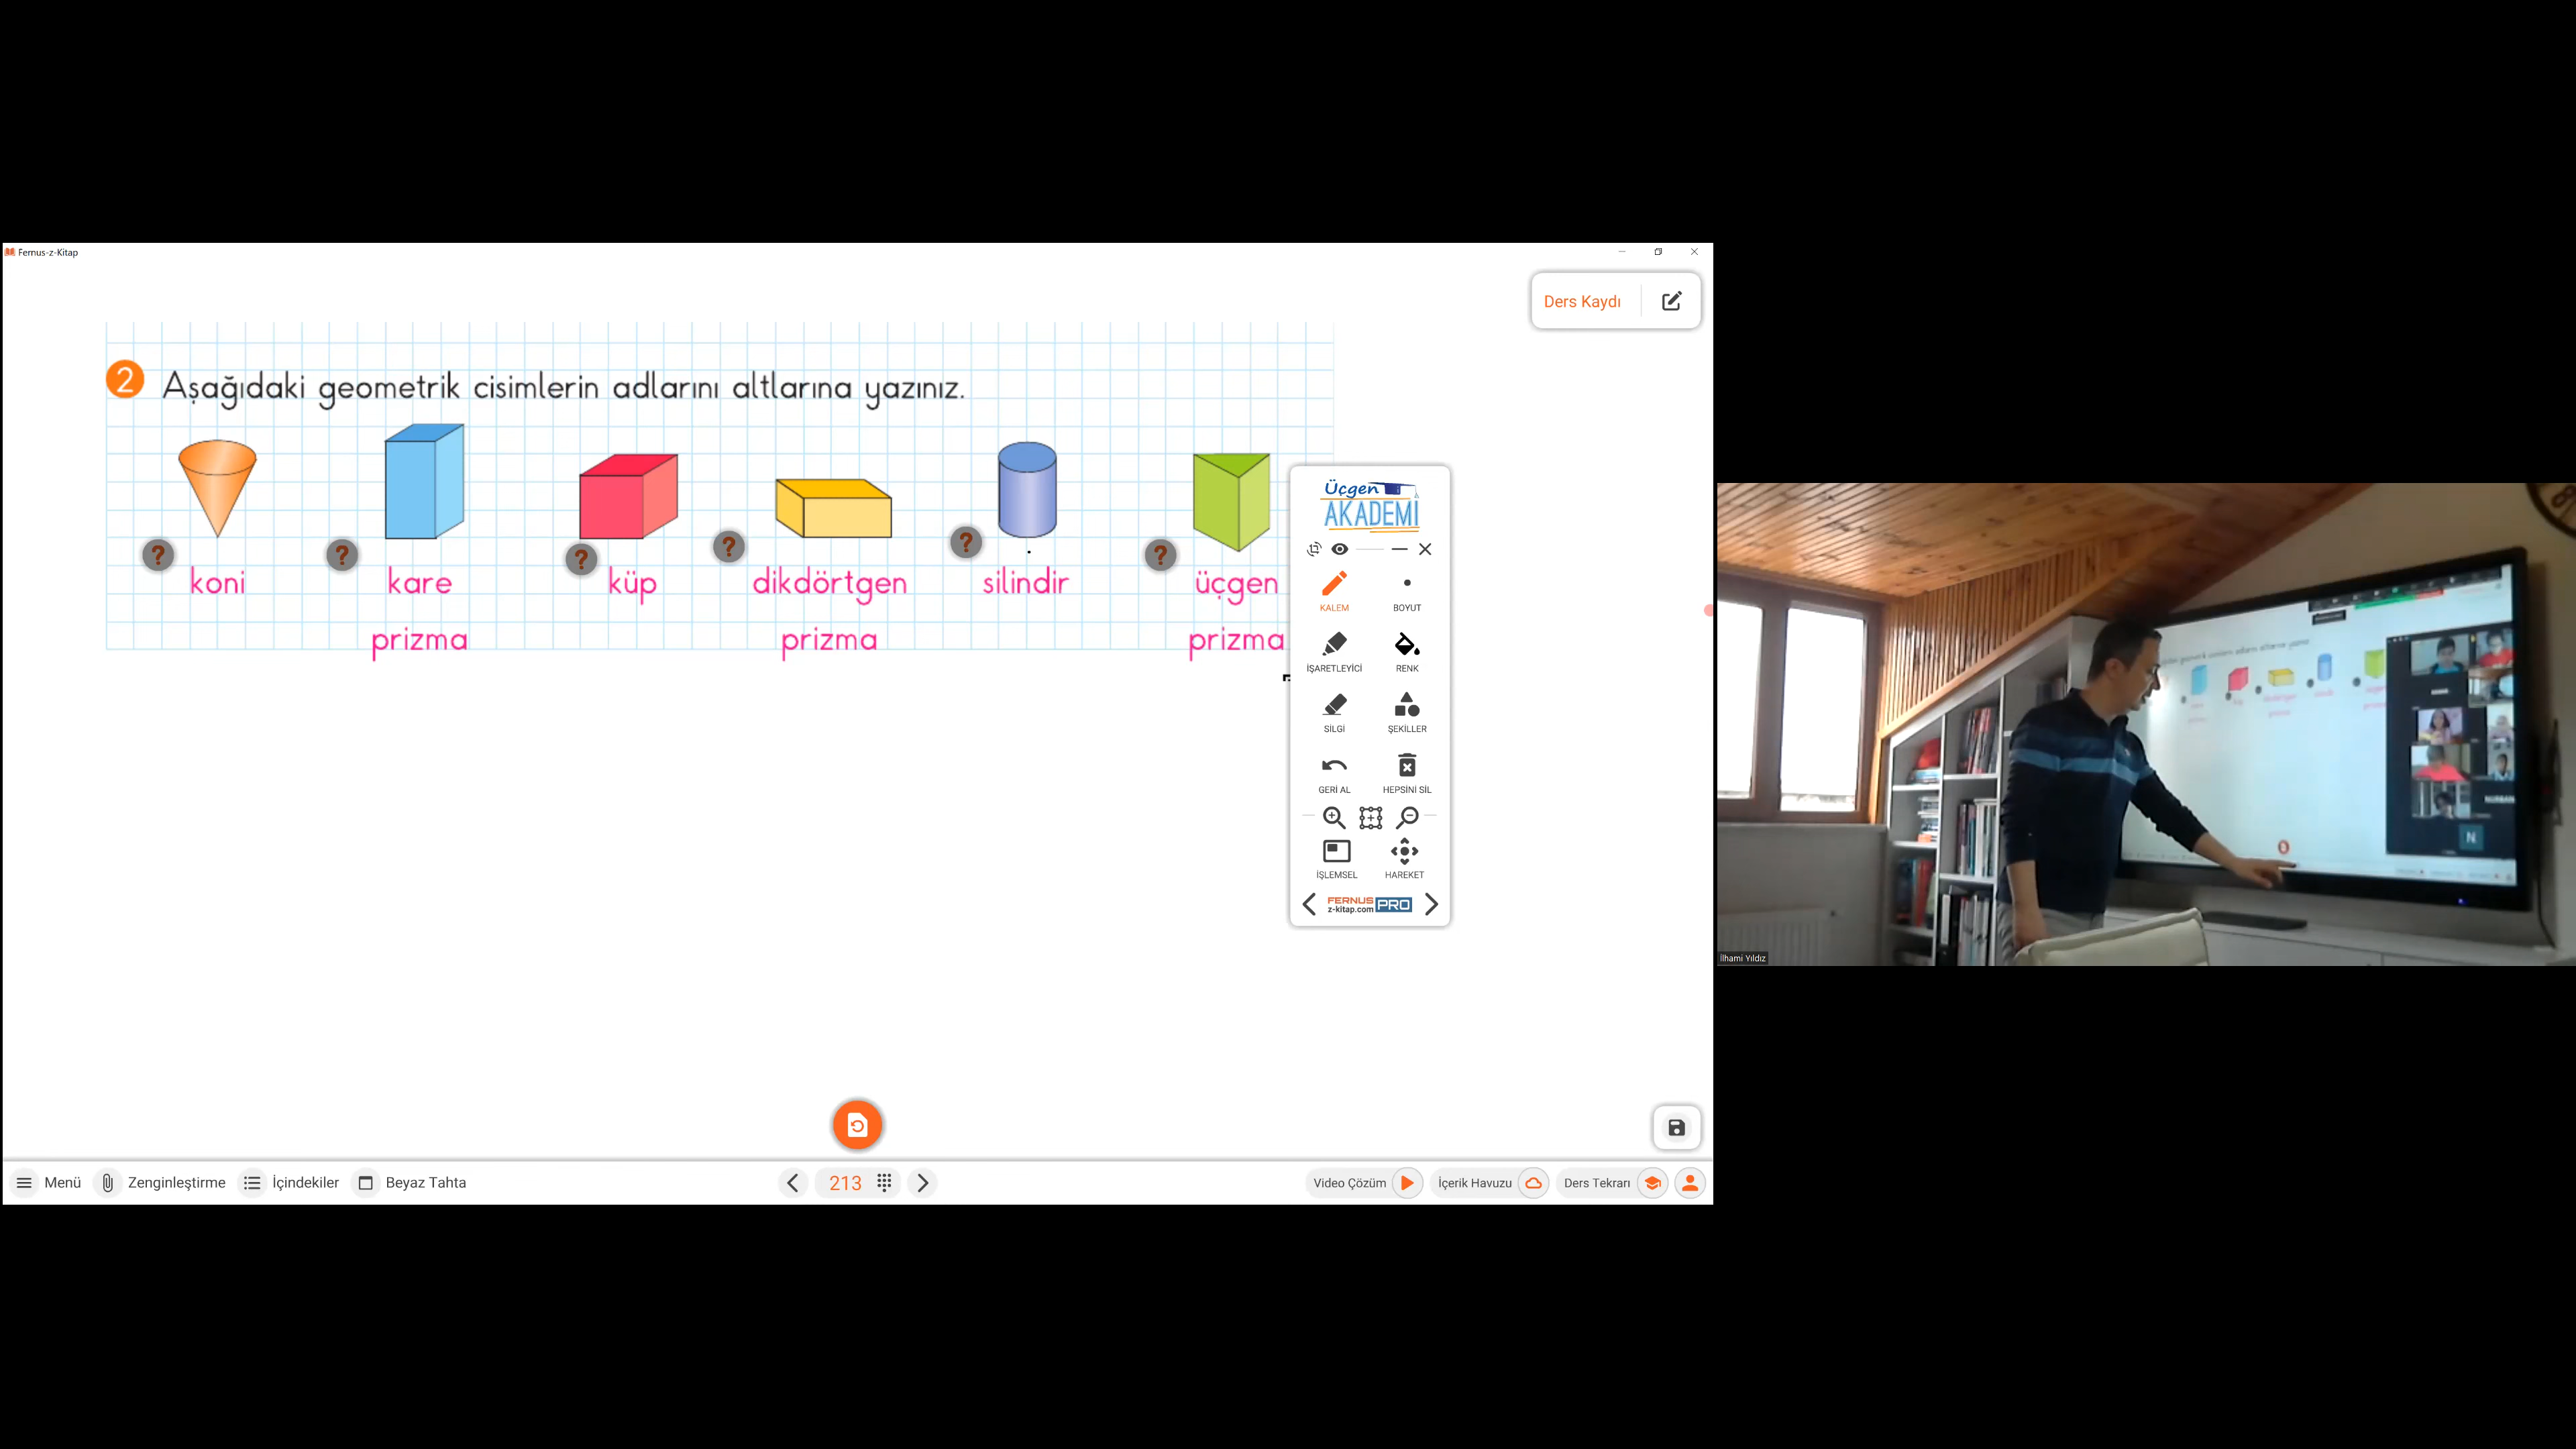 Fernus-z-Kitap
Ders Kaydı
2 Aşağıdaki geometrik cisimlerin adlarını altlarına yazınız.
? ? ? ? ? ?
koni kare küp dikdörtgen silindir üçgen
prizma prizma prizma
Üçgen
AKADEMİ
KALEM BOYUT
İŞARETLEYİCİ RENK
SİLGİ ŞEKİLLER
GERİ AL HEPSİNİ SİL
İŞLEMSEL HAREKET
FERNUS PRO
z-kitap.com
Menü Zenginleştirme İçindekiler Beyaz Tahta 213 Video Çözüm İçerik Havuzu Ders Tekrarı
N
İlhami Yıldız